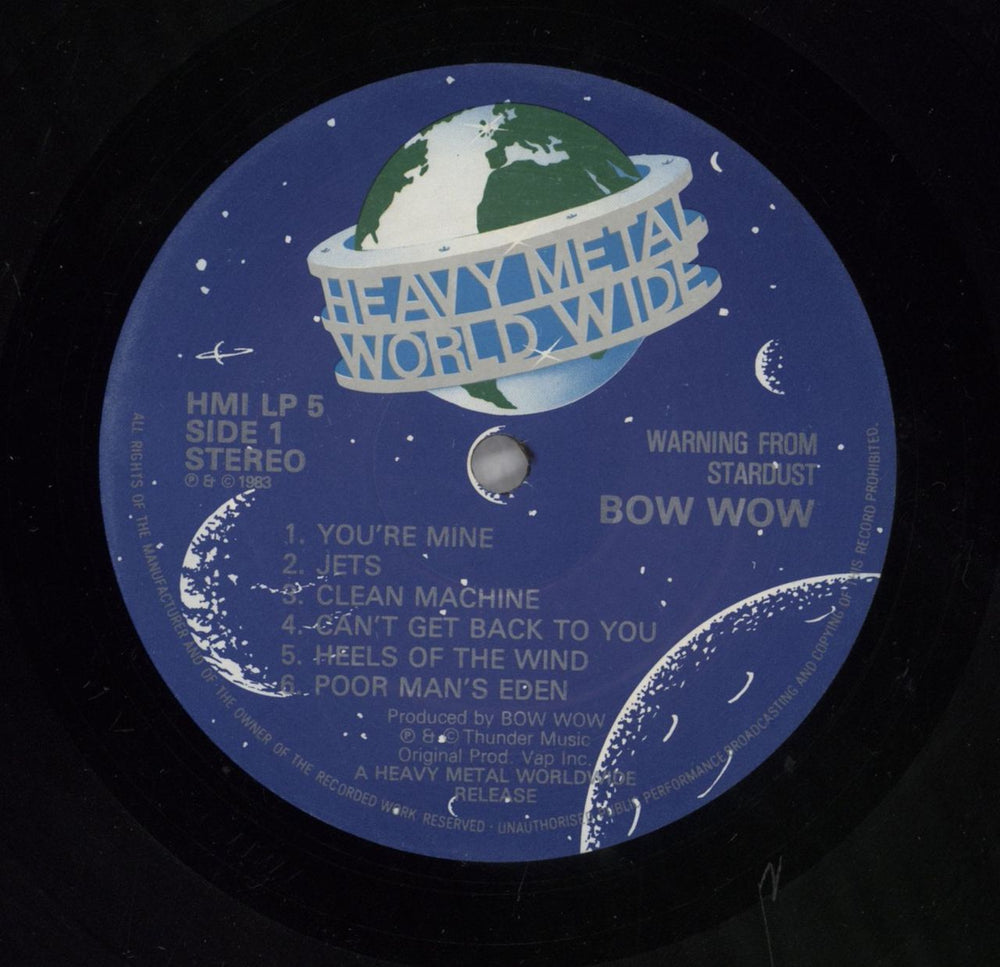 HEAVY METAL
WORLD WIDE
HMI LP 5
SIDE 1
STEREO
℗ & © 1983
WARNING FROM
STARDUST
BOW WOW
1. YOU'RE MINE
2. JETS
3. CLEAN MACHINE
4. CAN'T GET BACK TO YOU
5. HEELS OF THE WIND
6. POOR MAN'S EDEN
Produced by BOW WOW
℗ & © Thunder Music
Original Prod. Vap Inc.
A HEAVY METAL WORLDWIDE
RELEASE
ALL RIGHTS OF THE MANUFACTURER AND OF THE OWNER OF THE RECORDED WORK RESERVED · UNAUTHORISED PUBLIC PERFORMANCE BROADCASTING AND COPYING OF THIS RECORD PROHIBITED.